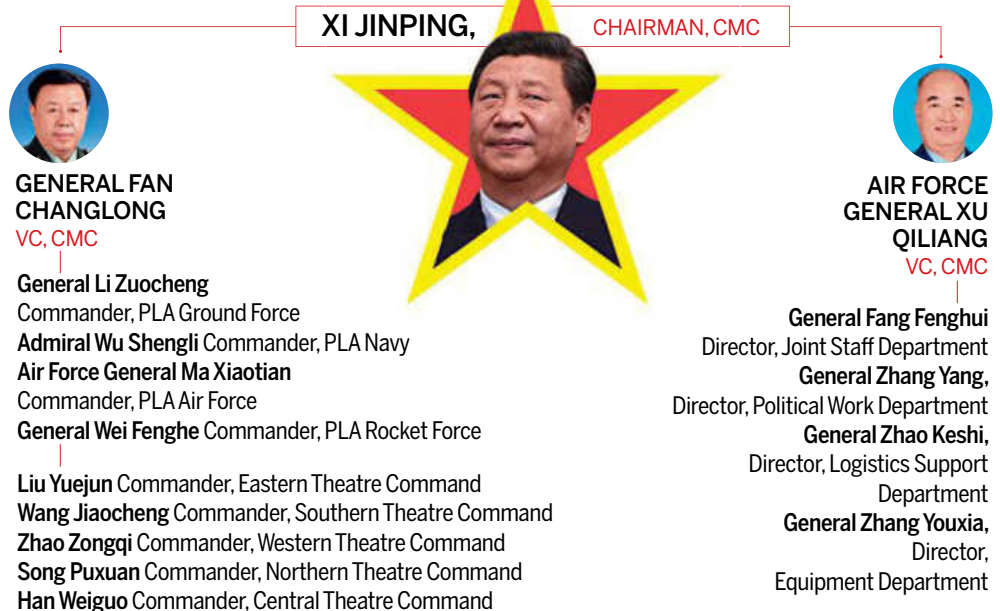 XI JINPING, CHAIRMAN, CMC
GENERAL FAN
CHANGLONG
VC, CMC
General Li Zuocheng
Commander, PLA Ground Force
Admiral Wu Shengli Commander, PLA Navy
Air Force General Ma Xiaotian
Commander, PLA Air Force
General Wei Fenghe Commander, PLA Rocket Force
Liu Yuejun Commander, Eastern Theatre Command
Wang Jiaocheng Commander, Southern Theatre Command
Zhao Zongqi Commander, Western Theatre Command
Song Puxuan Commander, Northern Theatre Command
Han Weiguo Commander, Central Theatre Command
AIR FORCE
GENERAL XU
QILIANG
VC, CMC
General Fang Fenghui
Director, Joint Staff Department
General Zhang Yang,
Director, Political Work Department
General Zhao Keshi,
Director, Logistics Support
Department
General Zhang Youxia,
Director,
Equipment Department